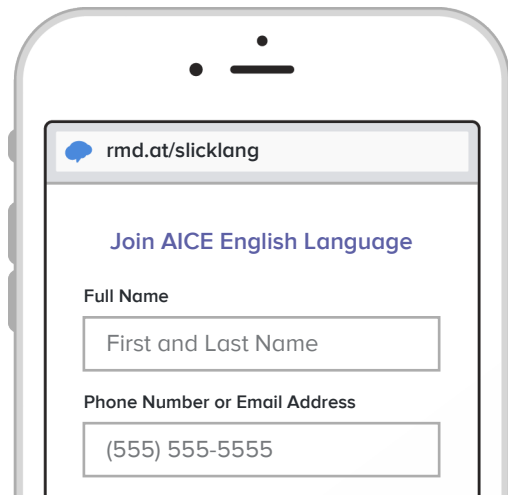 rmd.at/slicklang
Join AICE English Language
Full Name
First and Last Name
Phone Number or Email Address
(555) 555-5555